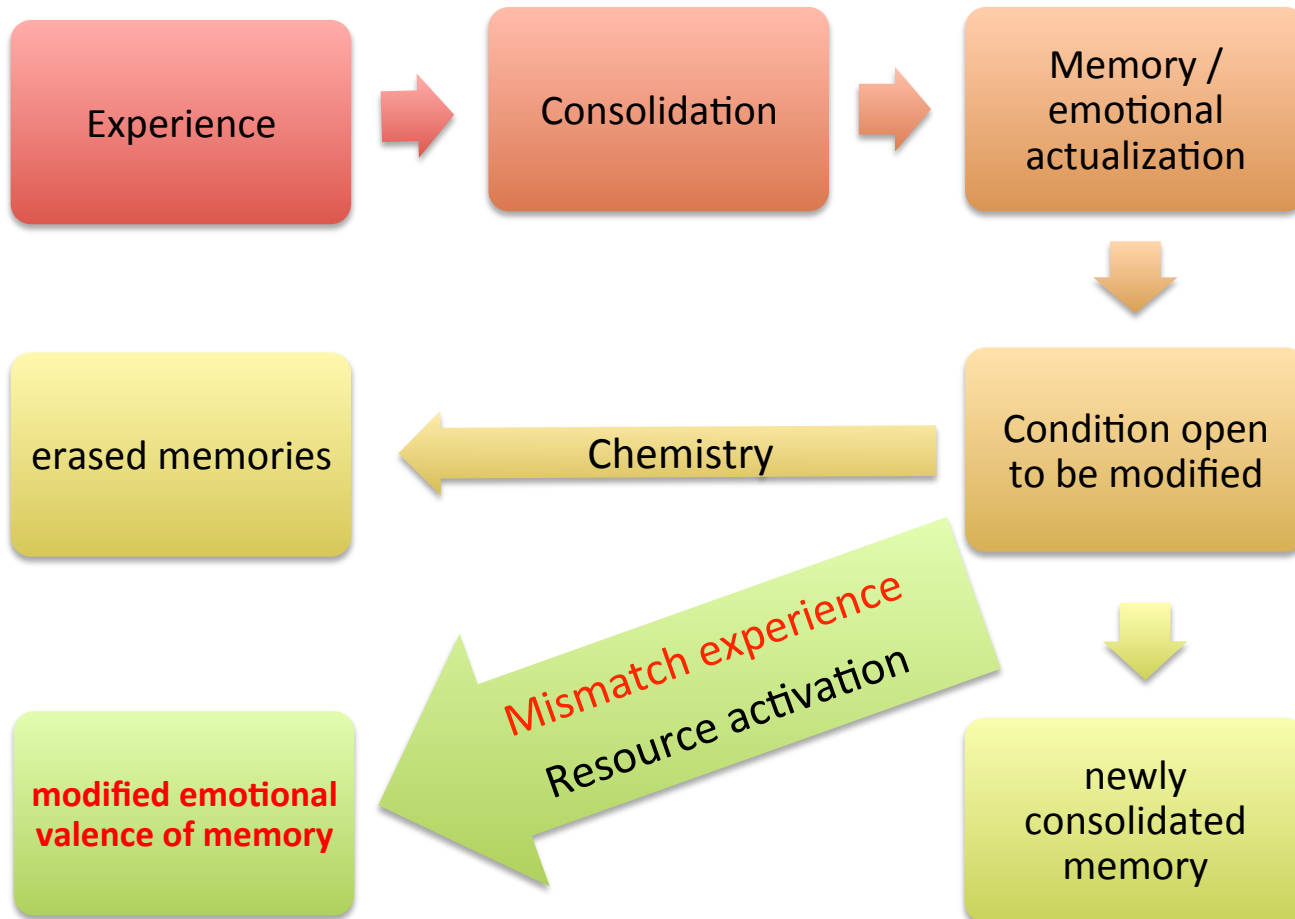 Experience
Consolidation
Memory /
emotional
actualization
erased memories
Chemistry
Condition open
to be modified
Mismatch experience
Resource activation
modified emotional
valence of memory
newly
consolidated
memory